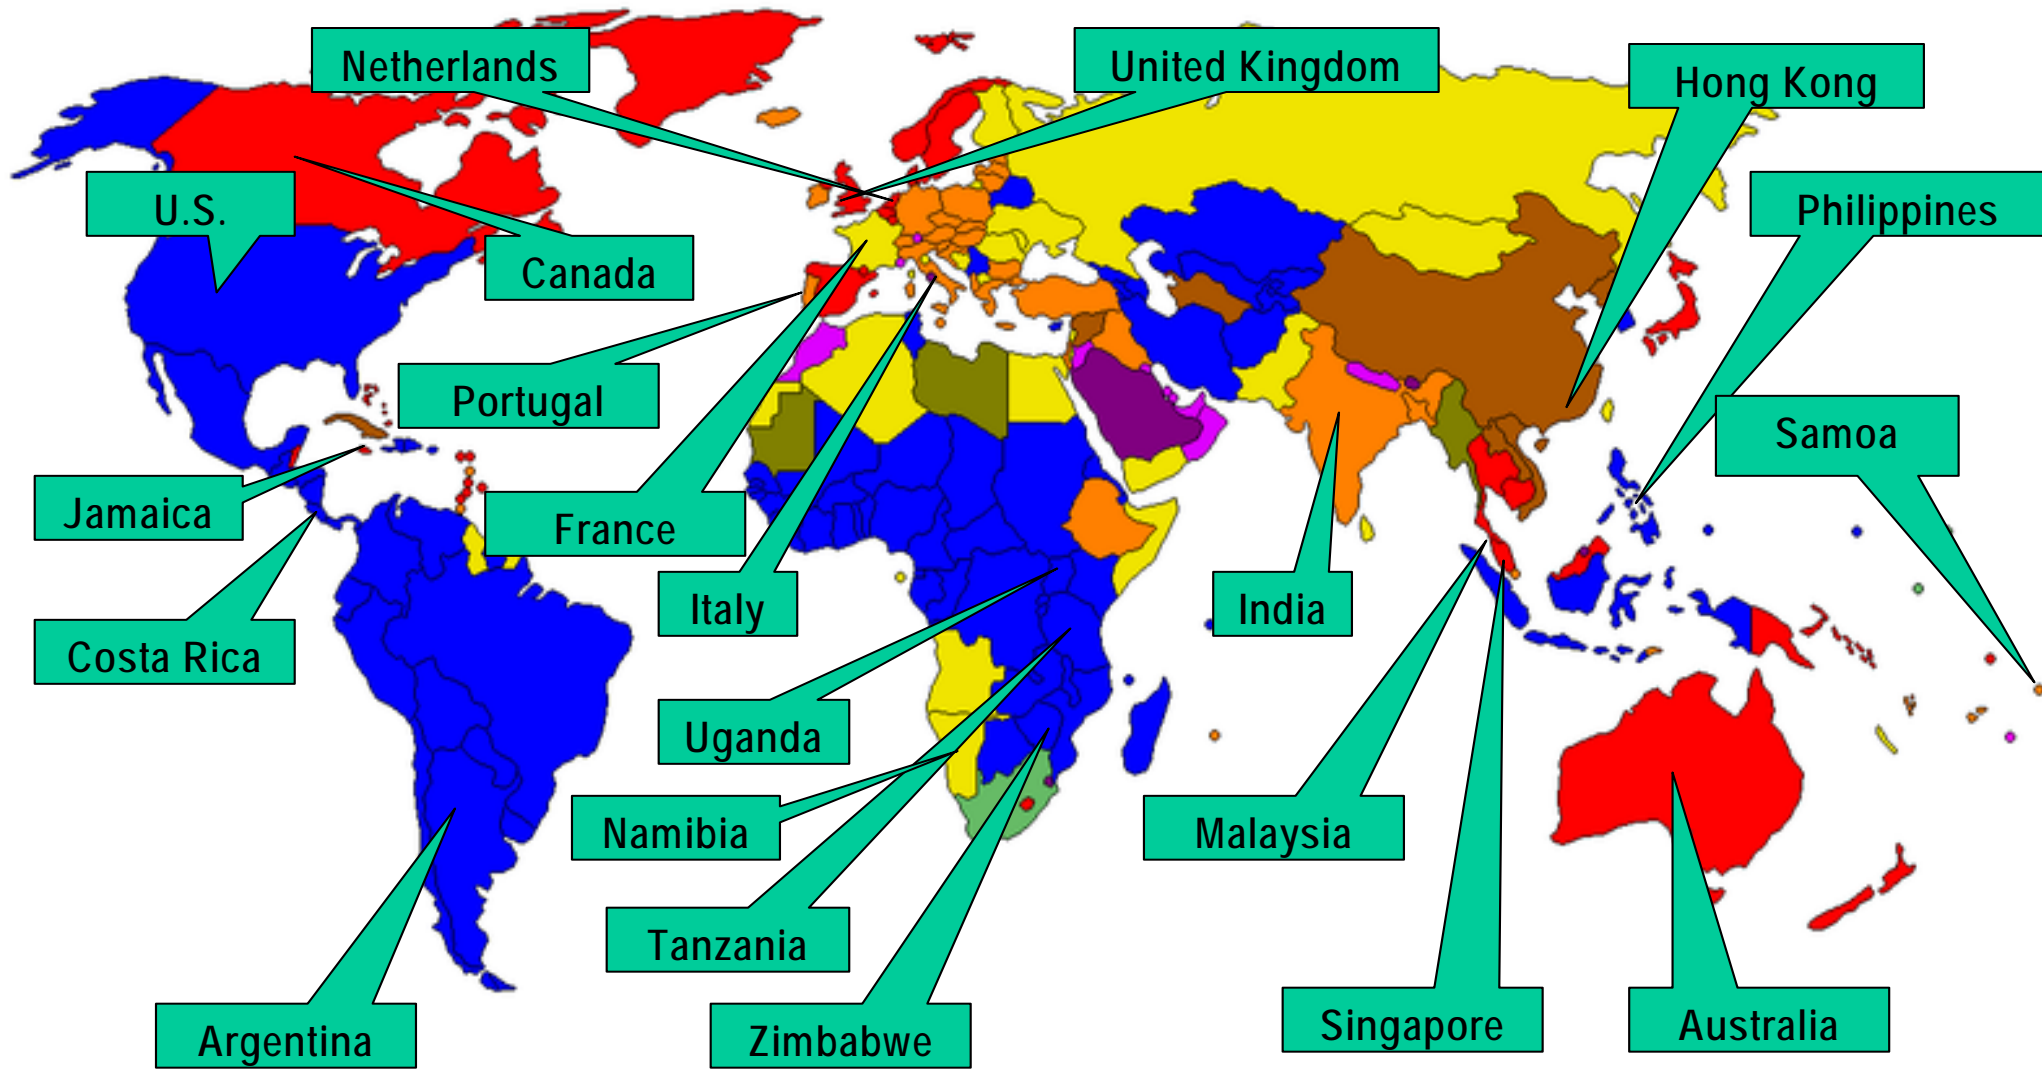 Netherlands
United Kingdom
Hong Kong
U.S.
Philippines
Canada
Portugal
Samoa
Jamaica
France
Italy
India
Costa Rica
Uganda
Namibia
Malaysia
Tanzania
Argentina
Zimbabwe
Singapore
Australia